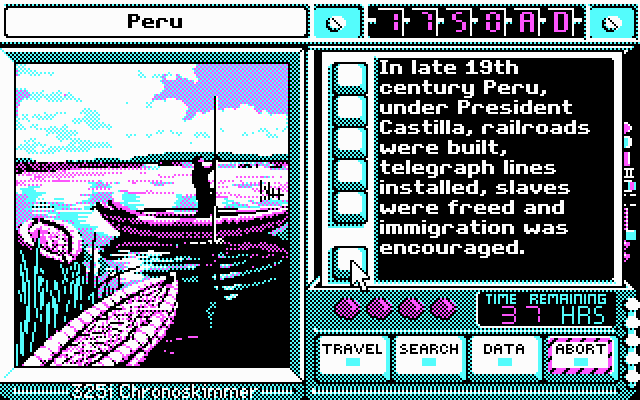 Peru
1750AD
In late 19th
century Peru,
under President
Castilla, railroads
were built,
telegraph lines
installed, slaves
were freed and
immigration was
encouraged.
TIME REMAINING
37 HRS
TRAVEL
SEARCH
DATA
ABORT
325i Chronoskimmer